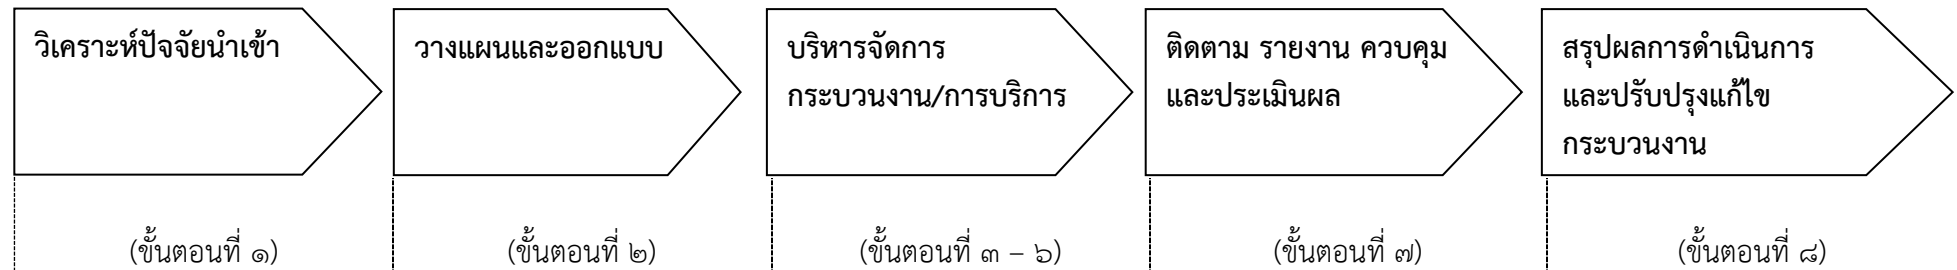 วิเคราะห์ปัจจัยนำเข้า
วางแผนและออกแบบ
บริหารจัดการ
กระบวนงาน/การบริการ
ติดตาม รายงาน ควบคุม
และประเมินผล
สรุปผลการดำเนินการ
และปรับปรุงแก้ไข
กระบวนงาน
(ขั้นตอนที่ ๑)
(ขั้นตอนที่ ๒)
(ขั้นตอนที่ ๓ – ๖)
(ขั้นตอนที่ ๗)
(ขั้นตอนที่ ๘)